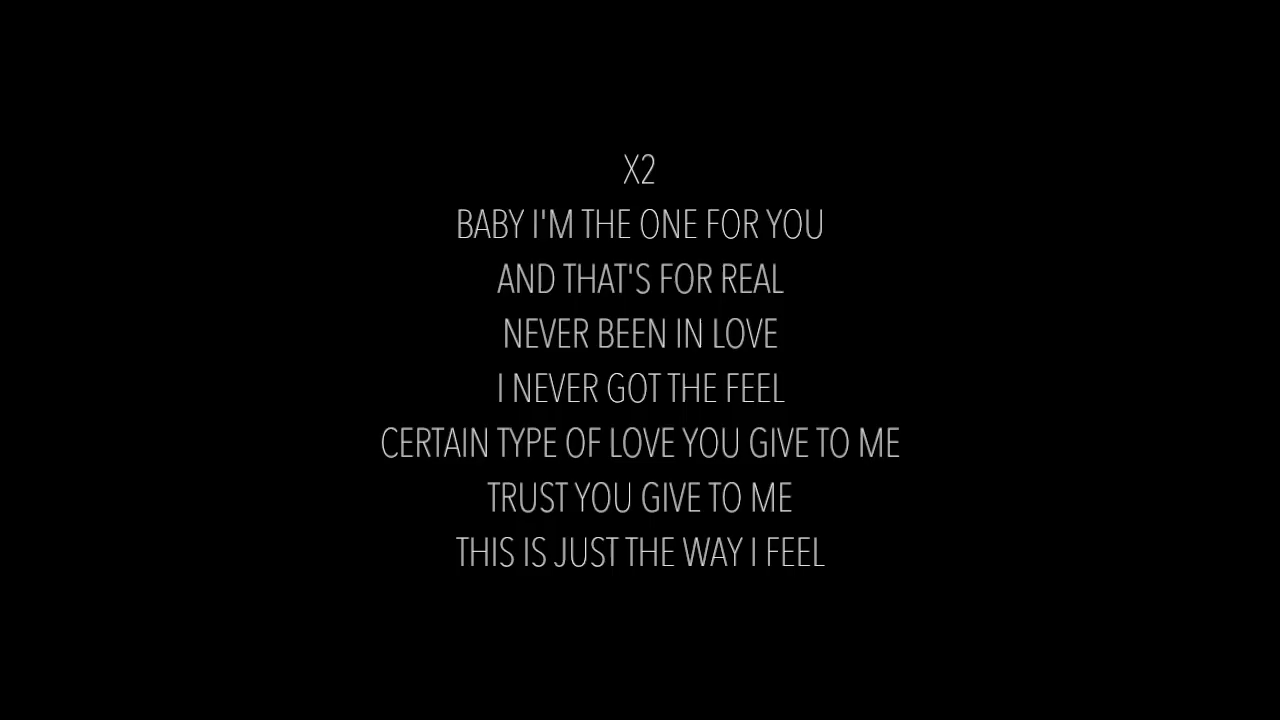 X2
BABY I'M THE ONE FOR YOU
AND THAT'S FOR REAL
NEVER BEEN IN LOVE
I NEVER GOT THE FEEL
CERTAIN TYPE OF LOVE YOU GIVE TO ME
TRUST YOU GIVE TO ME
THIS IS JUST THE WAY I FEEL